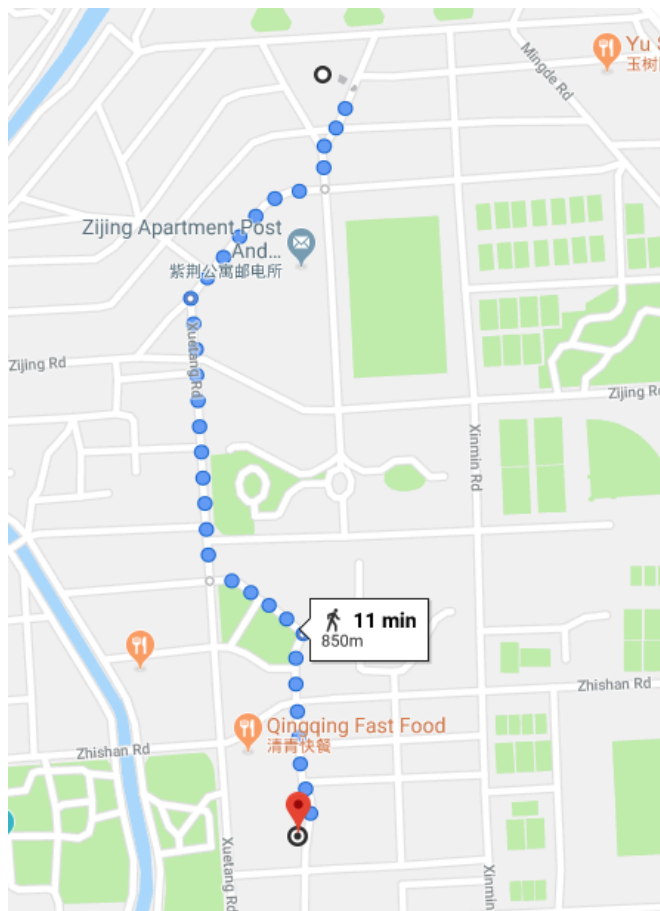 Yu S
玉树
Mingde Rd
Zijing Apartment Post
And...
紫荆公寓邮电所
Xuetang Rd
Zijing Rd
Zijing Rd
Xinmin Rd
11 min
850m
Zhishan Rd
Qingqing Fast Food
清青快餐
Zhishan Rd
Xuetang Rd
Xinmin